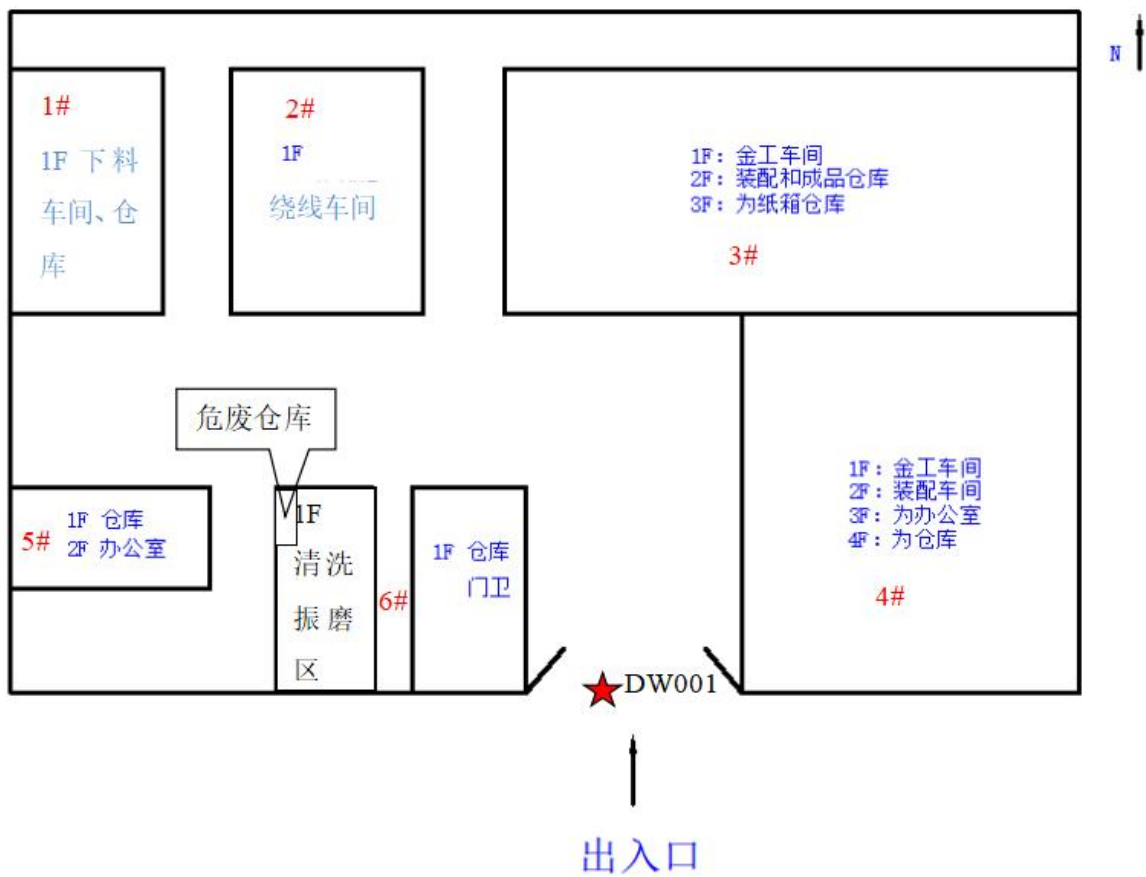 N
1#
1F 下料
车间、仓
库
2#
1F
绕线车间
1F: 金工车间
2F: 装配和成品仓库
3F: 为纸箱仓库
3#
危废仓库
5#
1F 仓库
2F 办公室
1F
清洗
振磨
区
6#
1F 仓库
门卫
1F: 金工车间
2F: 装配车间
3F: 为办公室
4F: 为仓库
4#
DW001
出入口